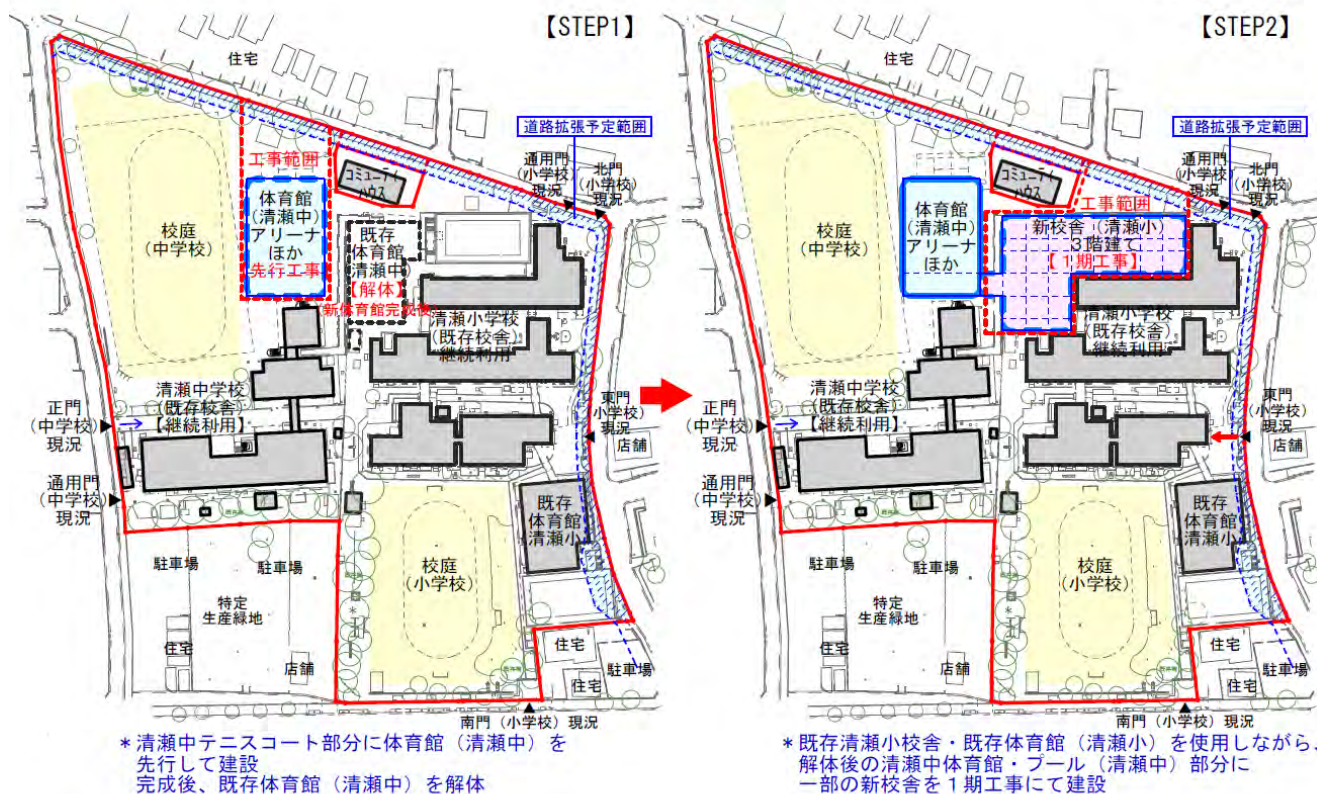 【STEP1】
住宅
道路拡張予定範囲
通用門
(小学校)
現況
北門
(小学校)
現況
工事範囲
コミューティ
ハウス
体育館
(清瀬中)
アリーナ
ほか
先行工事
既存
体育館
清瀬中)
【解体】
(新体育館完成後)
校庭
(中学校)
清瀬小学校
(既存校舎)
継続利用
清瀬中学校
(既存校舎)
【継続利用】
正門
(中学校)
現況
東門
(小学校)
現況
店舗
通用門
(中学校)
現況
既存
体育館
清瀬小
校庭
(小学校)
駐車場
駐車場
特定
生産緑地
住宅
店舗
住宅
住宅
駐車場
南門(小学校)現況
*清瀬中テニスコート部分に体育館(清瀬中)を
先行して建設
完成後、既存体育館(清瀬中)を解体
【STEP2】
住宅
道路拡張予定範囲
通用門
(小学校)
現況
北門
(小学校)
現況
コミューティ
ハウス
工事範囲
体育館
(清瀬中)
アリーナ
ほか
新校舎(清瀬小)
3階建て
【1期工事】
校庭
(中学校)
清瀬小学校
(既存校舎)
継続利用
清瀬中学校
(既存校舎)
【継続利用】
正門
(中学校)
現況
東門
(小学校)
現況
店舗
通用門
(中学校)
現況
既存
体育館
清瀬小
校庭
(小学校)
駐車場
駐車場
特定
生産緑地
住宅
店舗
住宅
住宅
駐車場
南門(小学校)現況
*既存清瀬小校舎・既存体育館(清瀬小)を使用しながら、
解体後の清瀬中体育館・プール(清瀬中)部分に
一部の新校舎を1期工事にて建設